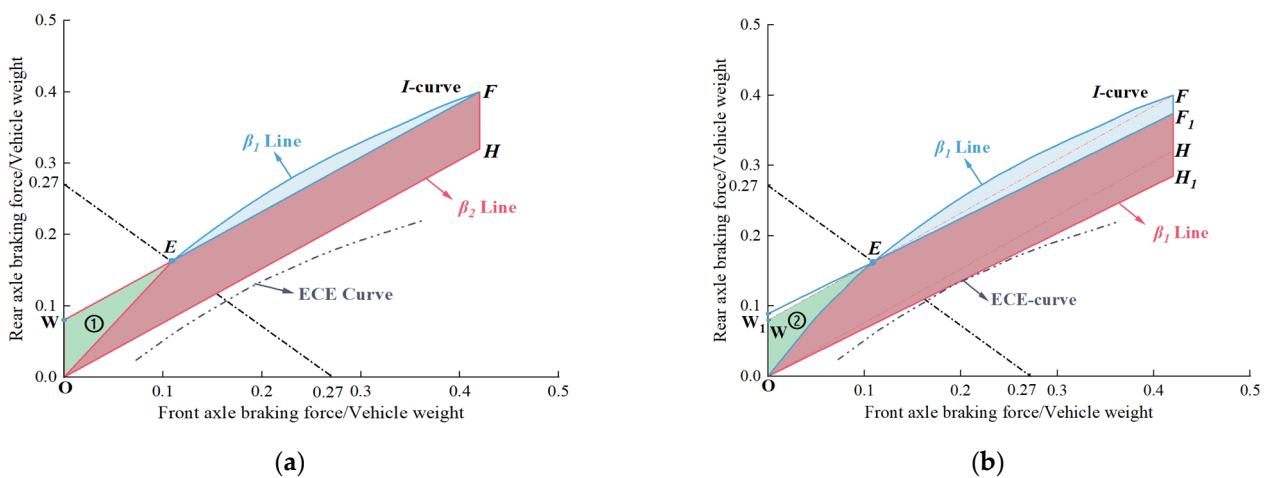 Rear axle braking force/Vehicle weight
0.5
0.4
0.3
0.27
0.2
0.1
0.0
W
O
0.1
0.2
0.27
0.3
0.4
0.5
Front axle braking force/Vehicle weight
I-curve
F
β1 Line
H
β2 Line
E
ECE Curve
①
(a)
Rear axle braking force/Vehicle weight
0.5
0.4
0.3
0.27
0.2
0.1
0.0
W1
W
②
O
0.1
0.2
0.27
0.3
0.4
0.5
Front axle braking force/Vehicle weight
I-curve
F
F1
β1 Line
H
H1
β1 Line
E
ECE-curve
(b)